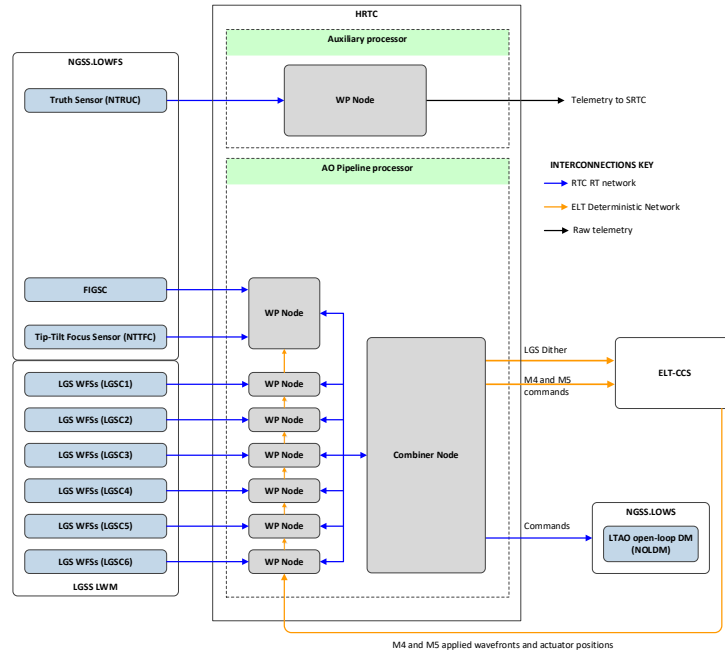 HRTC
Auxiliary processor
NGSS.LOWFS
Truth Sensor (NTRUC)
WP Node
Telemetry to SRTC
AO Pipeline processor
INTERCONNECTIONS KEY
RTC RT network
ELT Deterministic Network
Raw telemetry
FIGSC
WP Node
Tip-Tilt Focus Sensor (NTTFC)
LGS Dither
ELT-CCS
LGS WFSs (LGSC1)
WP Node
M4 and M5
commands
LGS WFSs (LGSC2)
WP Node
LGS WFSs (LGSC3)
WP Node
Combiner Node
LGS WFSs (LGSC4)
WP Node
NGSS.LOWS
LGS WFSs (LGSC5)
WP Node
Commands
LTAO open-loop DM
(NOLDM)
LGS WFSs (LGSC6)
WP Node
LGSS LWM
M4 and M5 applied wavefronts and actuator positions